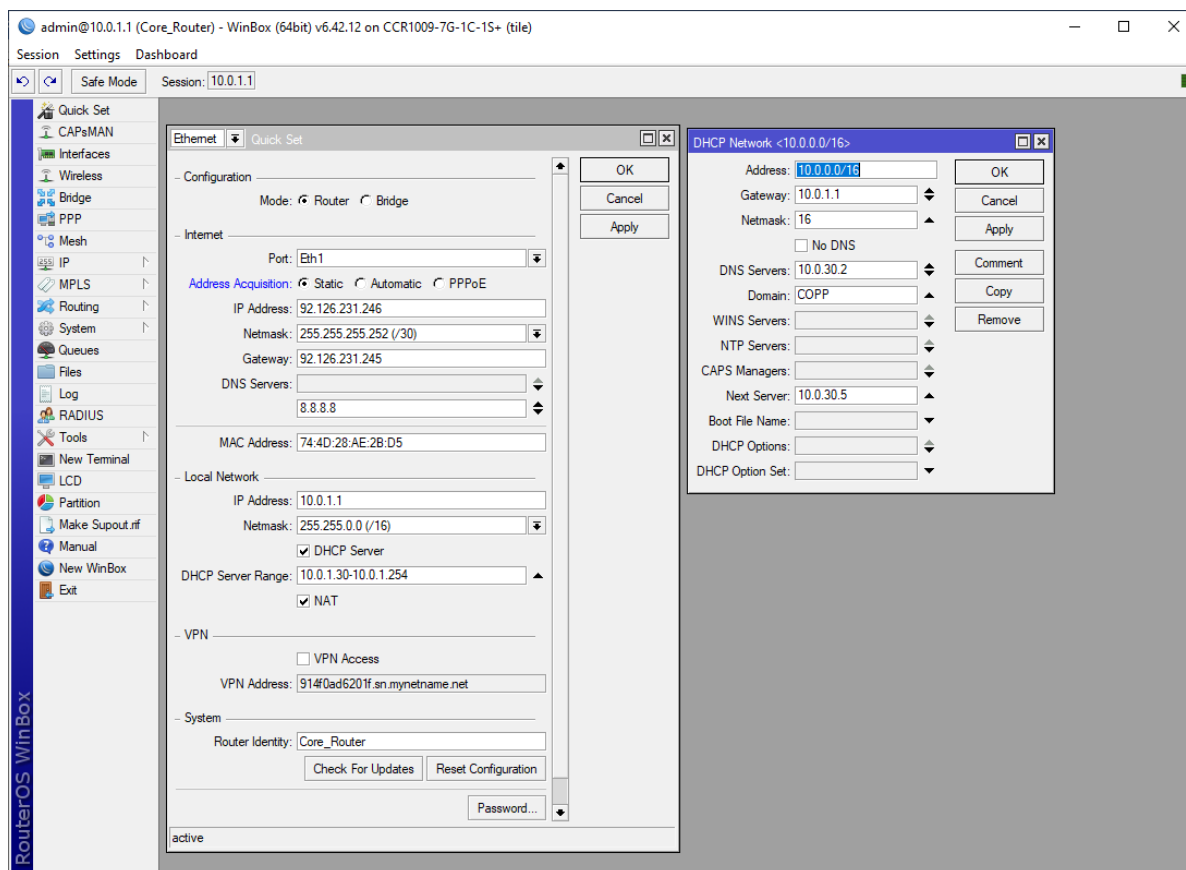 admin@10.0.1.1 (Core_Router) - WinBox (64bit) v6.42.12 on CCR1009-7G-1C-1S+ (tile)
Session Settings Dashboard
Safe Mode Session: 10.0.1.1
Quick Set
CAPsMAN
Interfaces
Wireless
Bridge
PPP
Mesh
IP
MPLS
Routing
System
Queues
Files
Log
RADIUS
Tools
New Terminal
LCD
Partition
Make Supout.rif
Manual
New WinBox
Exit
RouterOS WinBox
Ethernet Quick Set
OK
Cancel
Apply
Configuration
Mode: Router Bridge
Internet
Port: Eth1
Address Acquisition: Static Automatic PPPoE
IP Address: 92.126.231.246
Netmask: 255.255.255.252 (/30)
Gateway: 92.126.231.245
DNS Servers:
8.8.8.8
MAC Address: 74:4D:28:AE:2B:D5
Local Network
IP Address: 10.0.1.1
Netmask: 255.255.0.0 (/16)
DHCP Server
DHCP Server Range: 10.0.1.30-10.0.1.254
NAT
VPN
VPN Access
VPN Address: 914f0ad6201f.sn.mynetname.net
System
Router Identity: Core_Router
Check For Updates Reset Configuration
Password...
active
DHCP Network <10.0.0.0/16>
Address: 10.0.0.0/16
Gateway: 10.0.1.1
Netmask: 16
No DNS
DNS Servers: 10.0.30.2
Domain: COPP
WINS Servers:
NTP Servers:
CAPS Managers:
Next Server: 10.0.30.5
Boot File Name:
DHCP Options:
DHCP Option Set:
OK
Cancel
Apply
Comment
Copy
Remove